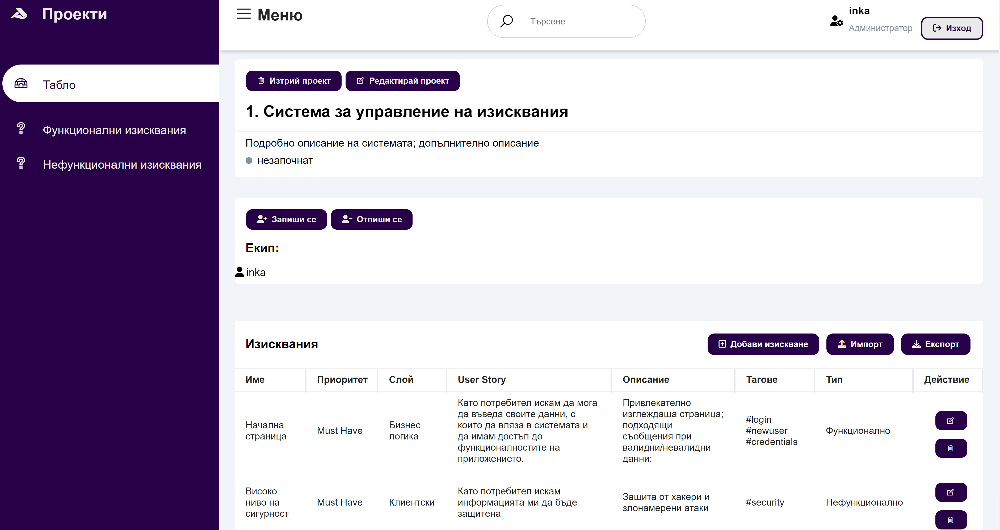 Проекти
Меню
Търсене
inka
Администратор
Изход
Табло
Функционални изисквания
Нефункционални изисквания
Изтрий проект
Редактирай проект
1. Система за управление на изисквания
Подробно описание на системата; допълнително описание
незапочнат
Запиши се
Отпиши се
Екип:
inka
Изисквания
Добави изискване
Импорт
Експорт
Име Приоритет Слой User Story Описание Тагове Тип Действие
Начална
страница
Must Have
Бизнес
логика
Като потребител искам да мога
да въведа своите данни, с
които да вляза в системата и
да имам достъп до
функционалностите на
приложението.
Привлекателно
изглеждаща страница;
подходящи
съобщения при
валидни/невалидни
данни;
#login
#newuser
#credentials
Функционално
Високо
ниво на
сигурност
Must Have
Клиентски
Като потребител искам
информацията ми да бъде
защитена
Защита от хакери и
злонамерени атаки
#security
Нефункционално